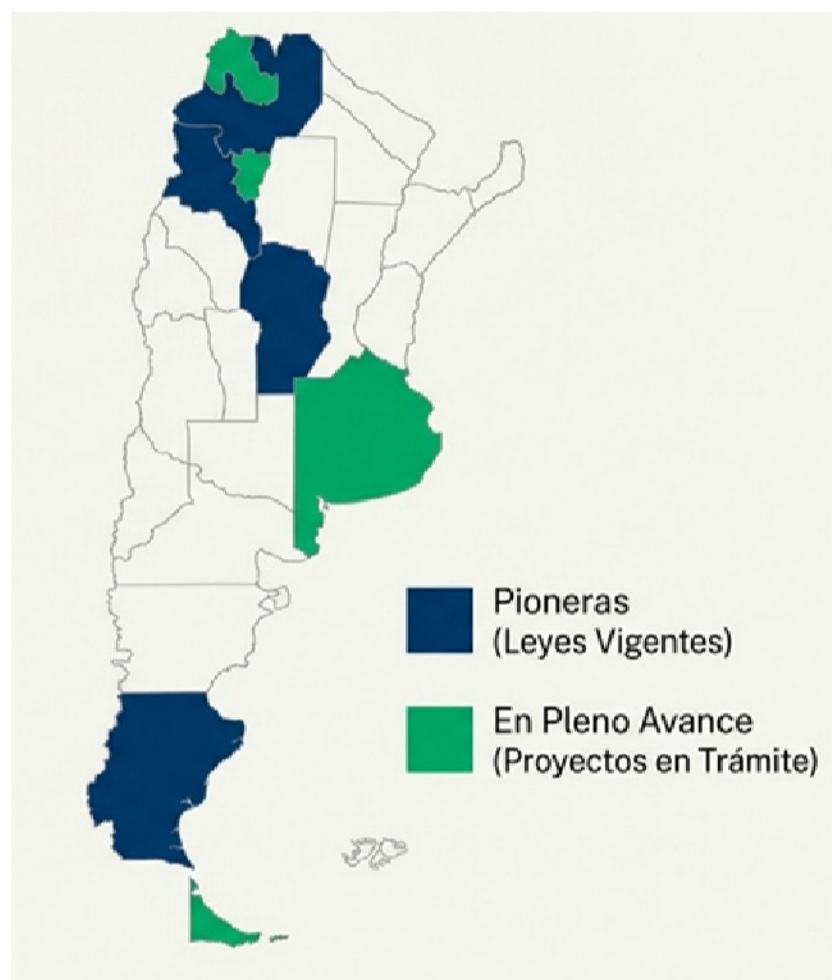 Pioneras
(Leyes Vigentes)
En Pleno Avance
(Proyectos en Trámite)